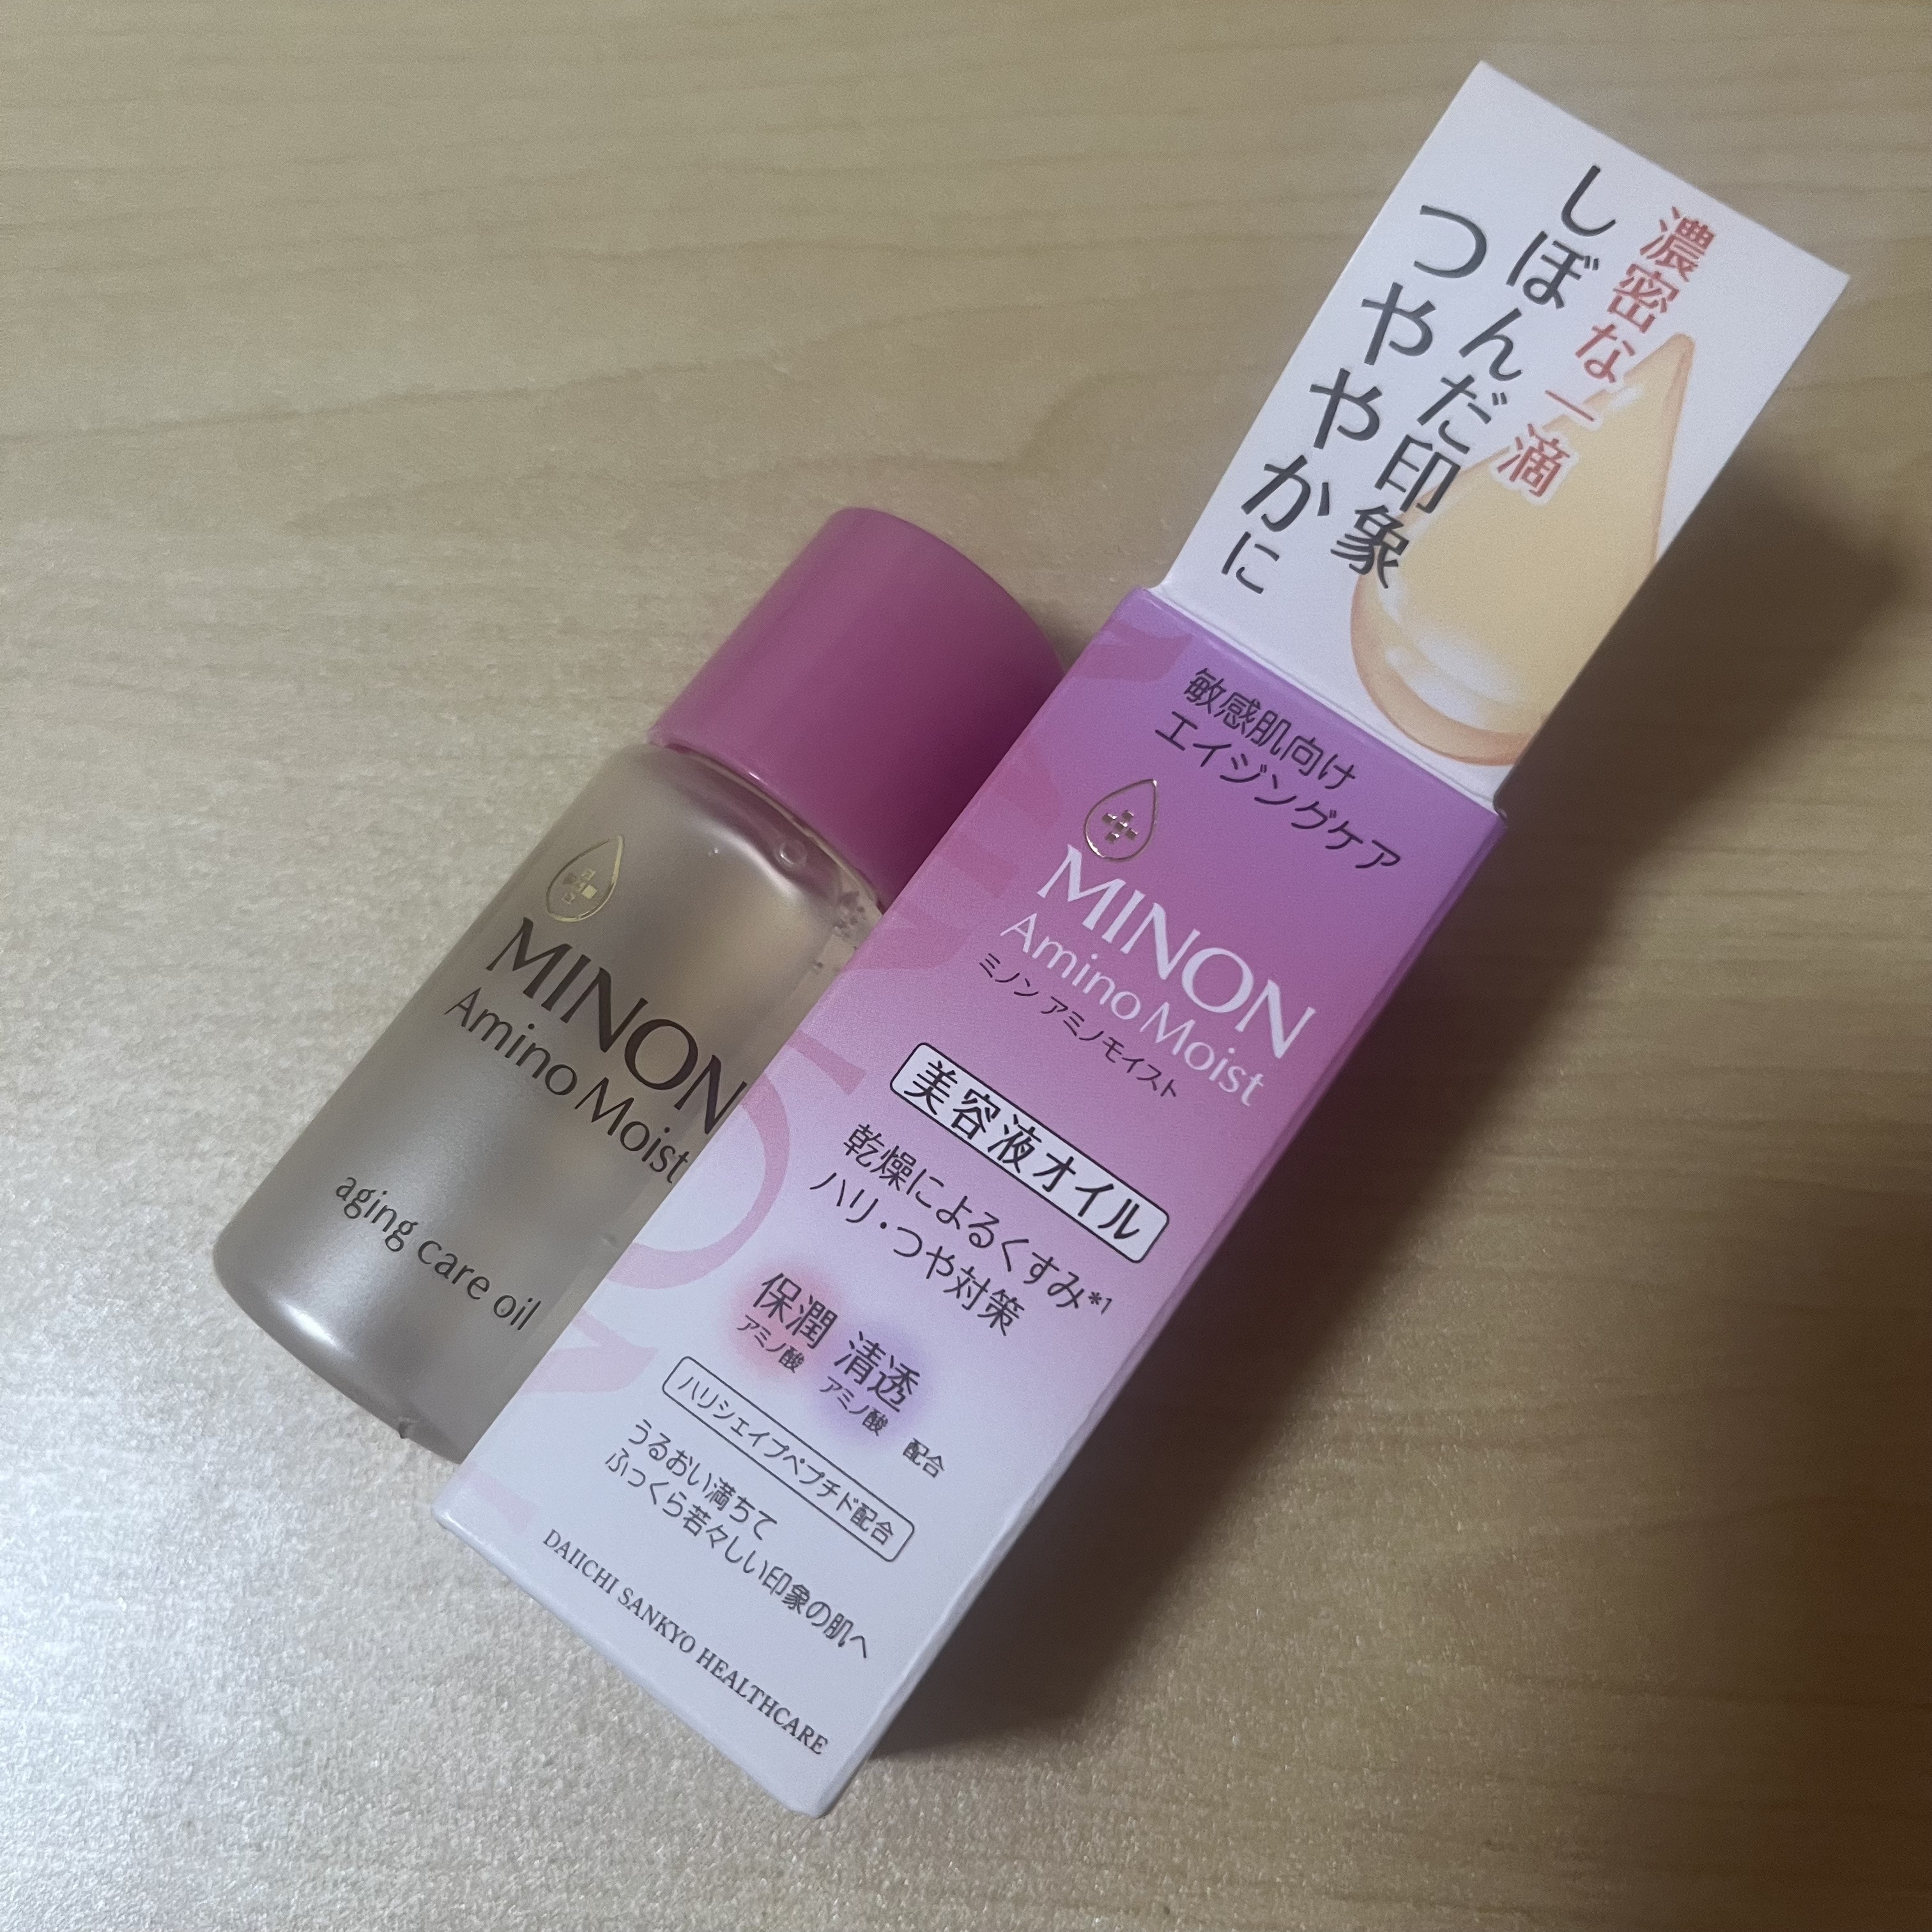 濃密な一滴
しぼんだ印象
つややかに
敏感肌向け
エイジングケア
MINON
Amino Moist
ミノン アミノモイスト
美容液オイル
乾燥によるくすみ*1
ハリ・つや対策
保潤 清透
アミノ酸 アミノ酸 配合
ハリシェイプペプチド配合
うるおい満ちて
ふっくら若々しい印象の肌へ
DAIICHI SANKYO HEALTHCARE
MINON
Amino Moist
aging care oil